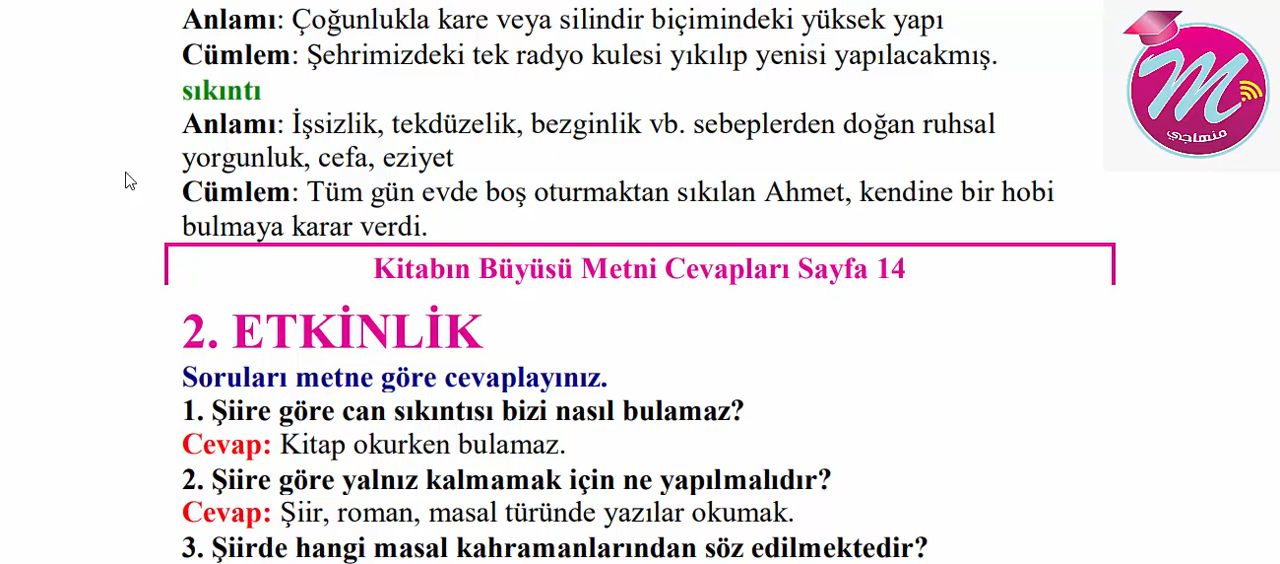 Anlamı: Çoğunlukla kare veya silindir biçimindeki yüksek yapı
Cümlem: Şehrimizdeki tek radyo kulesi yıkılıp yenisi yapılacakmış.
sıkıntı
Anlamı: İşsizlik, tekdüzelik, bezginlik vb. sebeplerden doğan ruhsal
yorgunluk, cefa, eziyet
Cümlem: Tüm gün evde boş oturmaktan sıkılan Ahmet, kendine bir hobi
bulmaya karar verdi.
Kitabın Büyüsü Metni Cevapları Sayfa 14
2. ETKİNLİK
Soruları metne göre cevaplayınız.
1. Şiire göre can sıkıntısı bizi nasıl bulamaz?
Cevap: Kitap okurken bulamaz.
2. Şiire göre yalnız kalmamak için ne yapılmalıdır?
Cevap: Şiir, roman, masal türünde yazılar okumak.
3. Şiirde hangi masal kahramanlarından söz edilmektedir?
M
منهاجي